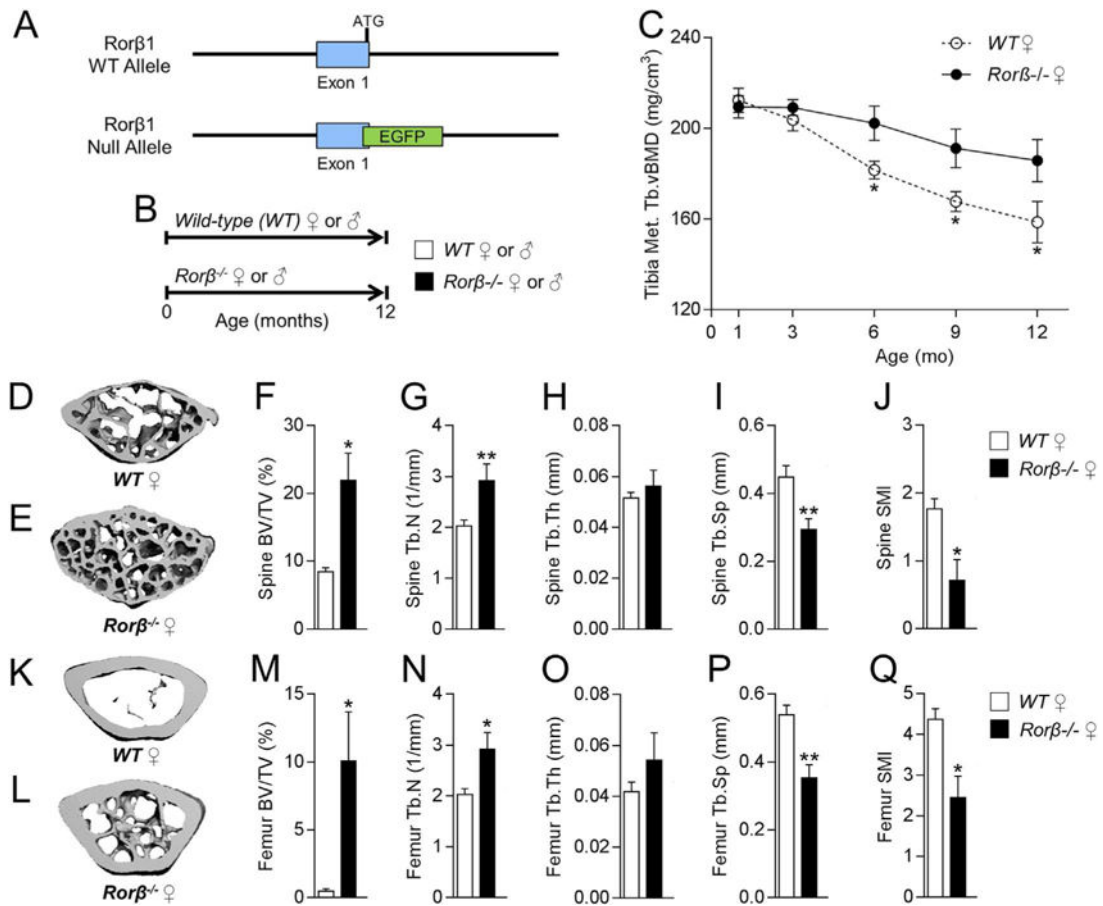 A
Rorβ1
WT Allele
ATG
Exon 1
Rorβ1
Null Allele
EGFP
Exon 1
B
Wild-type (WT) ♀ or ♂
Rorβ-/- ♀ or ♂
0
12
Age (months)
WT ♀ or ♂
Rorβ-/- ♀ or ♂
C
Tibia Met. Tb.vBMD (mg/cm³)
240
200
160
120
WT ♀
Rorß-/- ♀
*
*
*
0 1 3 6 9 12
Age (mo)
D
WT ♀
E
Rorβ-/- ♀
F
Spine BV/TV (%)
30
20
10
0
*
G
Spine Tb.N (1/mm)
4
3
2
1
0
**
H
Spine Tb.Th (mm)
0.08
0.06
0.04
0.02
0.00
I
Spine Tb.Sp (mm)
0.6
0.4
0.2
0.0
**
J
Spine SMI
3
2
1
0
*
WT ♀
Rorβ-/- ♀
K
WT ♀
L
Rorβ-/- ♀
M
Femur BV/TV (%)
15
10
5
0
*
N
Femur Tb.N (1/mm)
4
3
2
1
0
*
O
Femur Tb.Th (mm)
0.08
0.06
0.04
0.02
0.00
P
Femur Tb.Sp (mm)
0.6
0.4
0.2
0.0
**
Q
Femur SMI
5
4
3
2
1
0
*
WT ♀
Rorβ-/- ♀